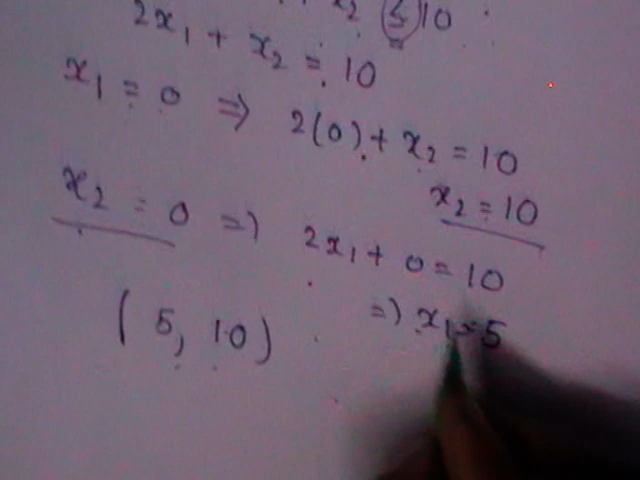 x₂ ≤ 10
2x₁ + x₂ = 10
x₁ = 0 ⇒ 2(0) + x₂ = 10
x₂ = 10
x₂ = 0 ⇒ 2x₁ + 0 = 10
⇒ x₁ = 5
(5, 10)